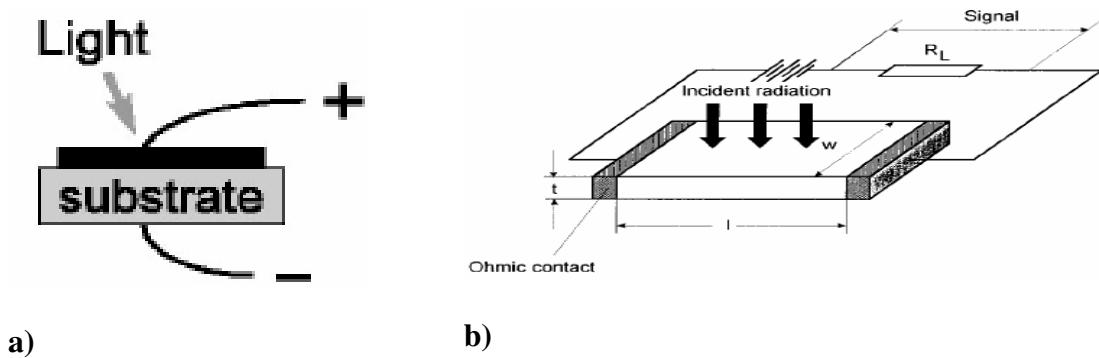 Light
+
substrate
−
a)
Signal
R_L
Incident radiation
w
t
l
Ohmic contact
b)